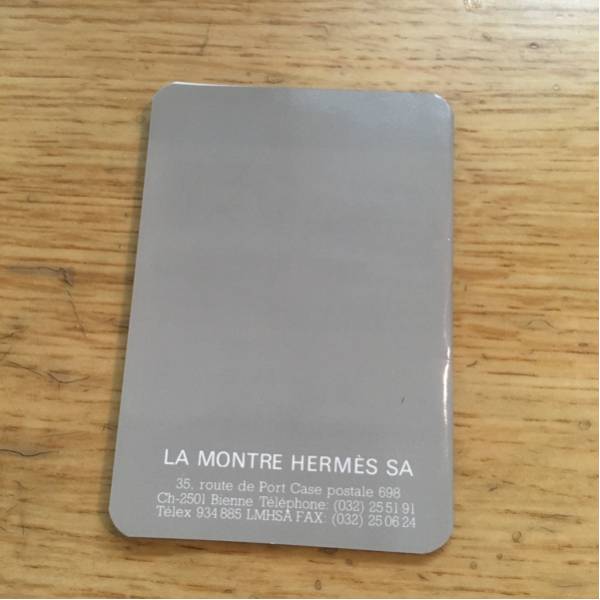 LA MONTRE HERMÈS SA
35, route de Port Case postale 698
Ch-2501 Bienne Téléphone: (032) 25 51 91
Télex 934 885 LMHSA FAX: (032) 25 06 24